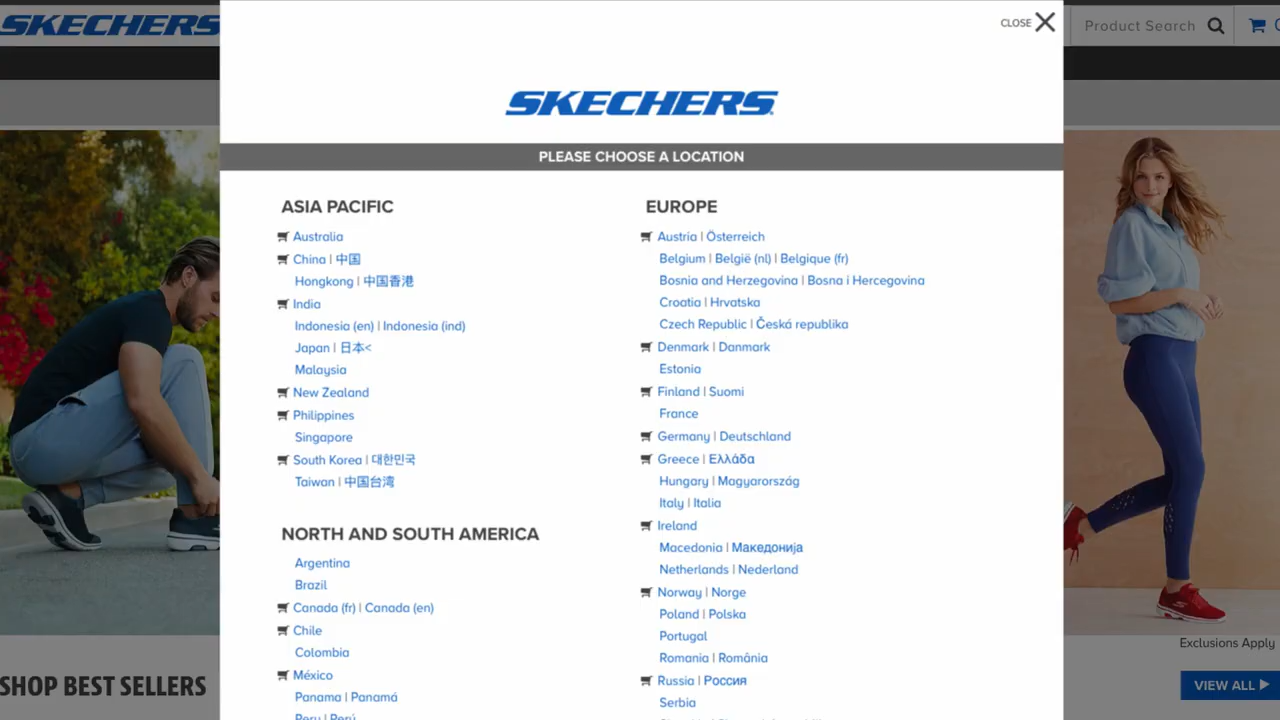 SKECHERS
Product Search
CLOSE
SKECHERS
PLEASE CHOOSE A LOCATION
ASIA PACIFIC
Australia
China | 中国
Hongkong | 中国香港
India
Indonesia (en) | Indonesia (ind)
Japan | 日本<
Malaysia
New Zealand
Philippines
Singapore
South Korea | 대한민국
Taiwan | 中国台湾
NORTH AND SOUTH AMERICA
Argentina
Brazil
Canada (fr) | Canada (en)
Chile
Colombia
México
Panama | Panamá
Peru | Perú
EUROPE
Austria | Österreich
Belgium | België (nl) | Belgique (fr)
Bosnia and Herzegovina | Bosna i Hercegovina
Croatia | Hrvatska
Czech Republic | Česká republika
Denmark | Danmark
Estonia
Finland | Suomi
France
Germany | Deutschland
Greece | Ελλάδα
Hungary | Magyarország
Italy | Italia
Ireland
Macedonia | Македонија
Netherlands | Nederland
Norway | Norge
Poland | Polska
Portugal
Romania | România
Russia | Россия
Serbia
Exclusions Apply
SHOP BEST SELLERS
VIEW ALL